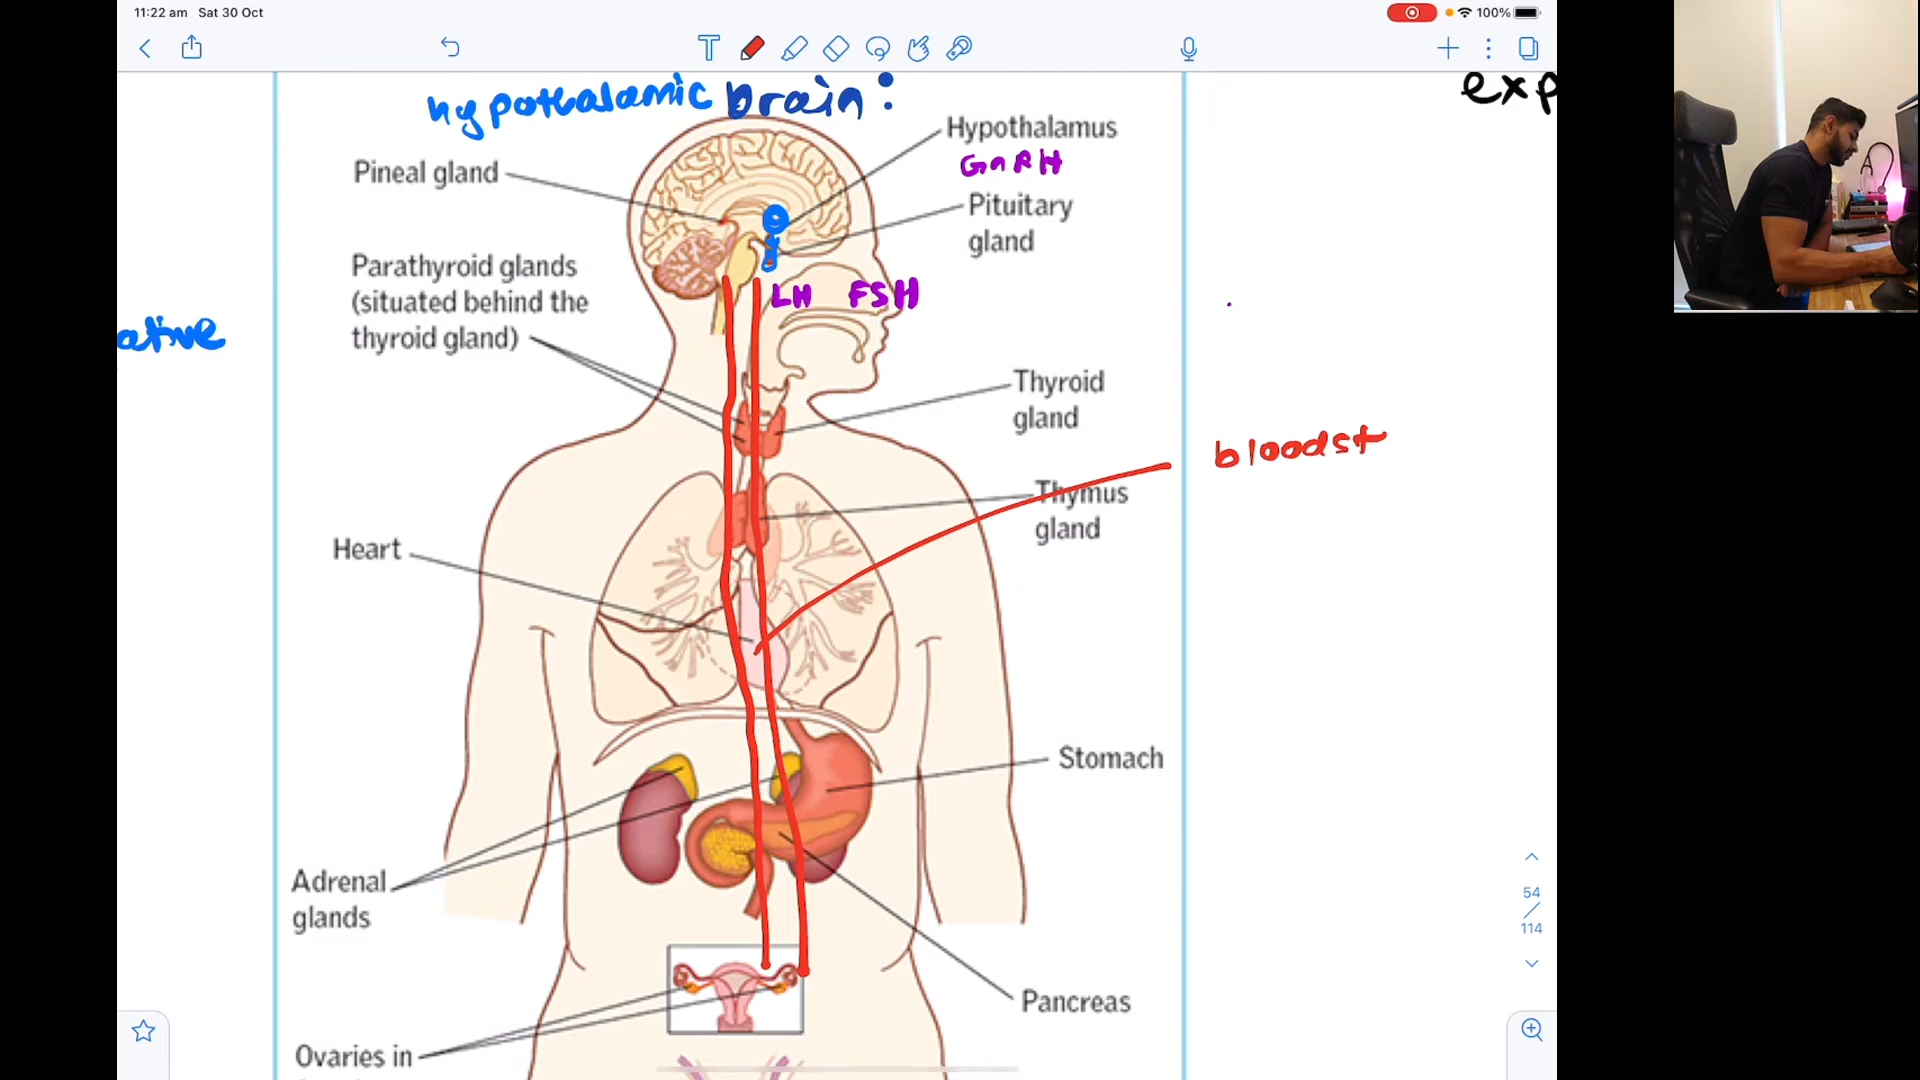 11:22 am Sat 30 Oct
100%
hypothalamic brain:
exp
Hypothalamus
GnRH
Pineal gland
Pituitary
gland
Parathyroid glands
(situated behind the
thyroid gland)
LH FSH
ative
Thyroid
gland
bloodst
Thymus
gland
Heart
Stomach
Adrenal
glands
54
114
Pancreas
Ovaries in